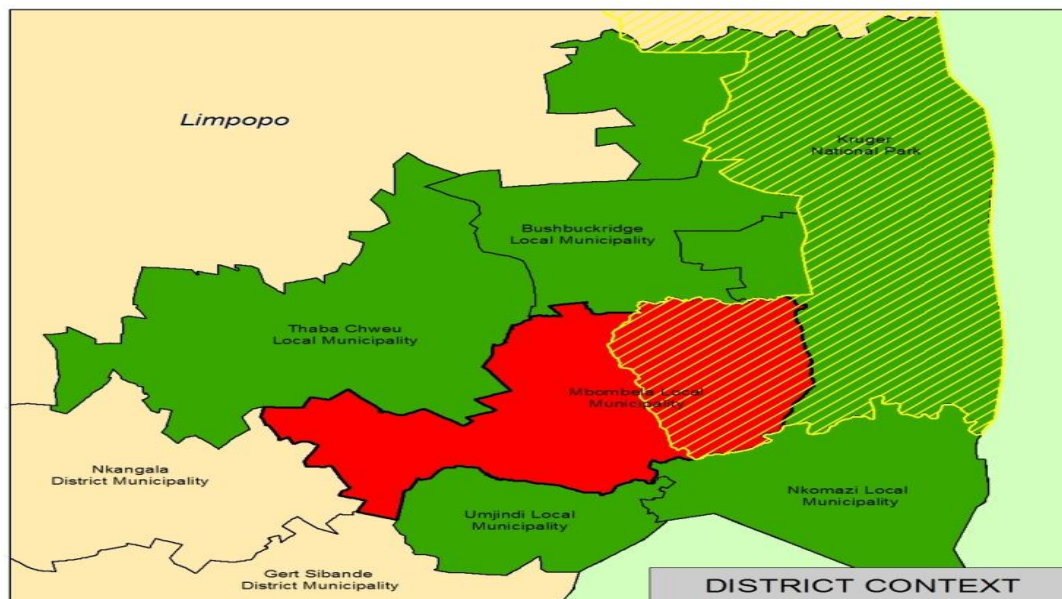 Limpopo
Kruger
National Park
Bushbuckridge
Local Municipality
Thaba Chweu
Local Municipality
Mbombela Local
Municipality
Nkangala
District Municipality
Umjindi Local
Municipality
Nkomazi Local
Municipality
Gert Sibande
District Municipality
DISTRICT CONTEXT